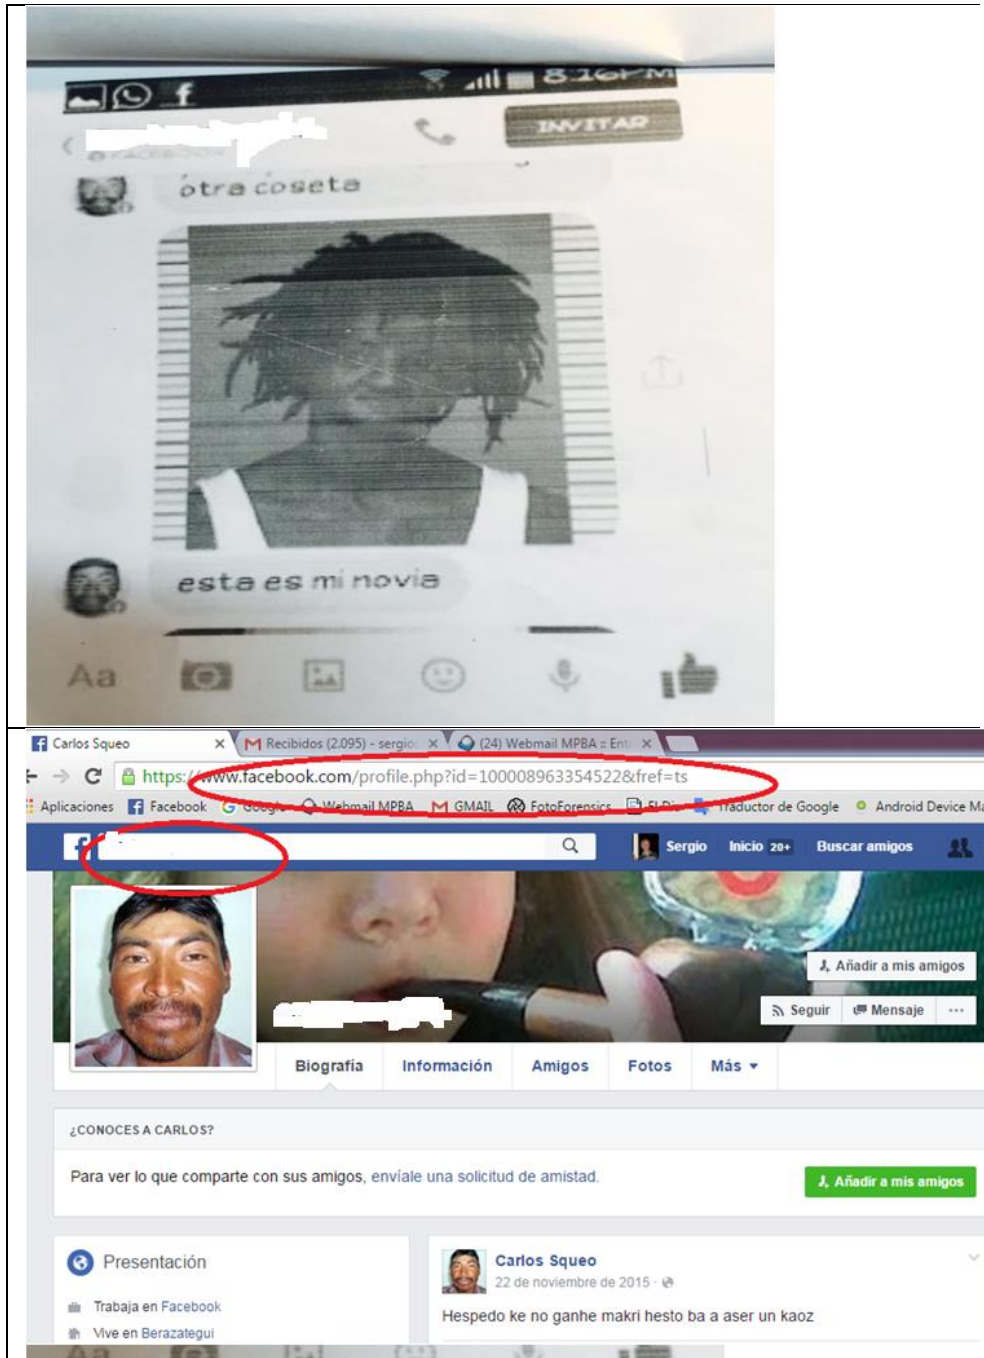 8:16PM
INVITAR
@FACEBOOK
otra coseta
esta es mi novia
Aa
Carlos Squeo
Recibidos (2.095) - sergio
(24) Webmail MPBA :: Ent
https://www.facebook.com/profile.php?id=100008963354522&fref=ts
Aplicaciones Facebook Google Webmail MPBA GMAIL FotoForensics El Dia Traductor de Google Android Device Ma
Sergio Inicio 20+ Buscar amigos
Añadir a mis amigos
Seguir Mensaje ...
Biografía Información Amigos Fotos Más
¿CONOCES A CARLOS?
Para ver lo que comparte con sus amigos, envíale una solicitud de amistad.
Añadir a mis amigos
Presentación
Trabaja en Facebook
Vive en Berazategui
Carlos Squeo
22 de noviembre de 2015 ·
Hespedo ke no ganhe makri hesto ba a aser un kaoz
Aa